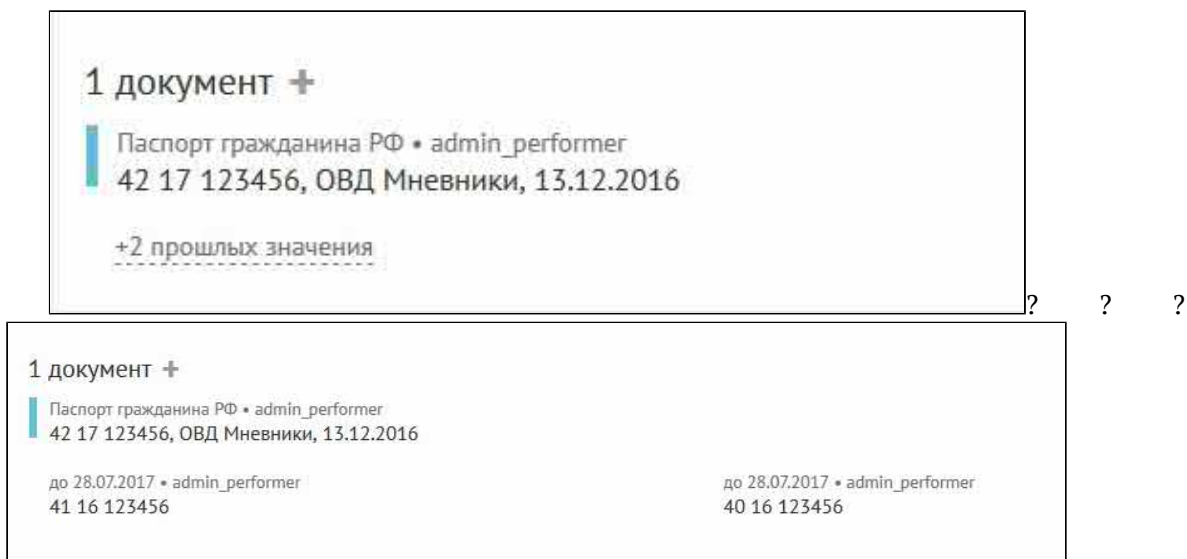 1 документ +
Паспорт гражданина РФ • admin_performer
42 17 123456, ОВД Мневники, 13.12.2016
+2 прошлых значения
? ? ?
1 документ +
Паспорт гражданина РФ • admin_performer
42 17 123456, ОВД Мневники, 13.12.2016
до 28.07.2017 • admin_performer до 28.07.2017 • admin_performer
41 16 123456 40 16 123456